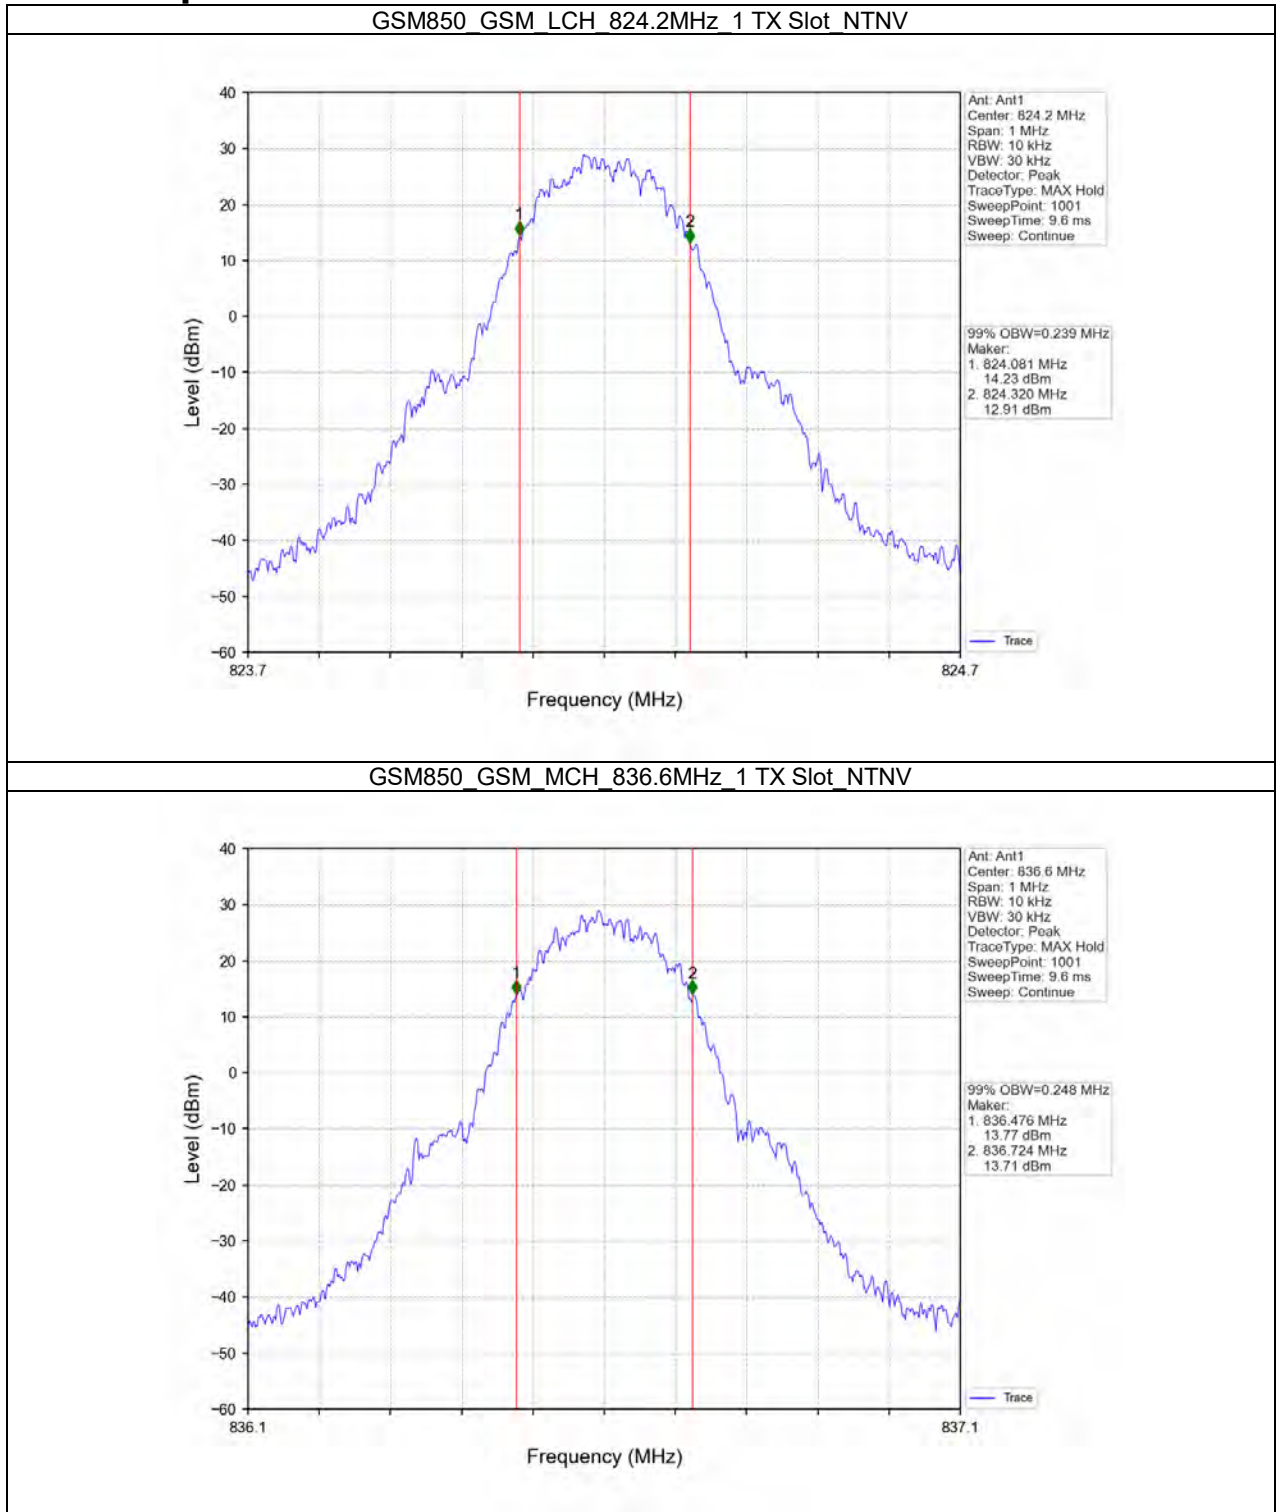 GSM850_GSM_LCH_824.2MHz_1 TX Slot_NTNV
40
30
20
10
0
−10
−20
−30
−40
−50
−60
Level (dBm)
1
2
823.7
824.7
Frequency (MHz)
Ant: Ant1
Center: 824.2 MHz
Span: 1 MHz
RBW: 10 kHz
VBW: 30 kHz
Detector: Peak
TraceType: MAX Hold
SweepPoint: 1001
SweepTime: 9.6 ms
Sweep: Continue
99% OBW=0.239 MHz
Maker:
1. 824.081 MHz
14.23 dBm
2. 824.320 MHz
12.91 dBm
Trace
GSM850_GSM_MCH_836.6MHz_1 TX Slot_NTNV
40
30
20
10
0
−10
−20
−30
−40
−50
−60
Level (dBm)
1
2
836.1
837.1
Frequency (MHz)
Ant: Ant1
Center: 836.6 MHz
Span: 1 MHz
RBW: 10 kHz
VBW: 30 kHz
Detector: Peak
TraceType: MAX Hold
SweepPoint: 1001
SweepTime: 9.6 ms
Sweep: Continue
99% OBW=0.248 MHz
Maker:
1. 836.476 MHz
13.77 dBm
2. 836.724 MHz
13.71 dBm
Trace